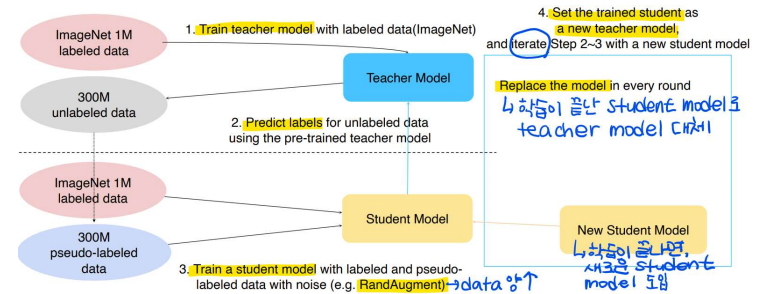 1. Train teacher model with labeled data(ImageNet)
4. Set the trained student as
a new teacher model,
and iterate Step 2~3 with a new student model
ImageNet 1M
labeled data
Teacher Model
300M
unlabeled data
Replace the model in every round
↳ 학습이 끝난 student model로
teacher model 대체
2. Predict labels for unlabeled data
using the pre-trained teacher model
ImageNet 1M
labeled data
Student Model
New Student Model
↳ 학습이 끝나면,
새로운 student
model 도입
300M
pseudo-labeled
data
3. Train a student model with labeled and pseudo-
labeled data with noise (e.g. RandAugment) → data 양↑